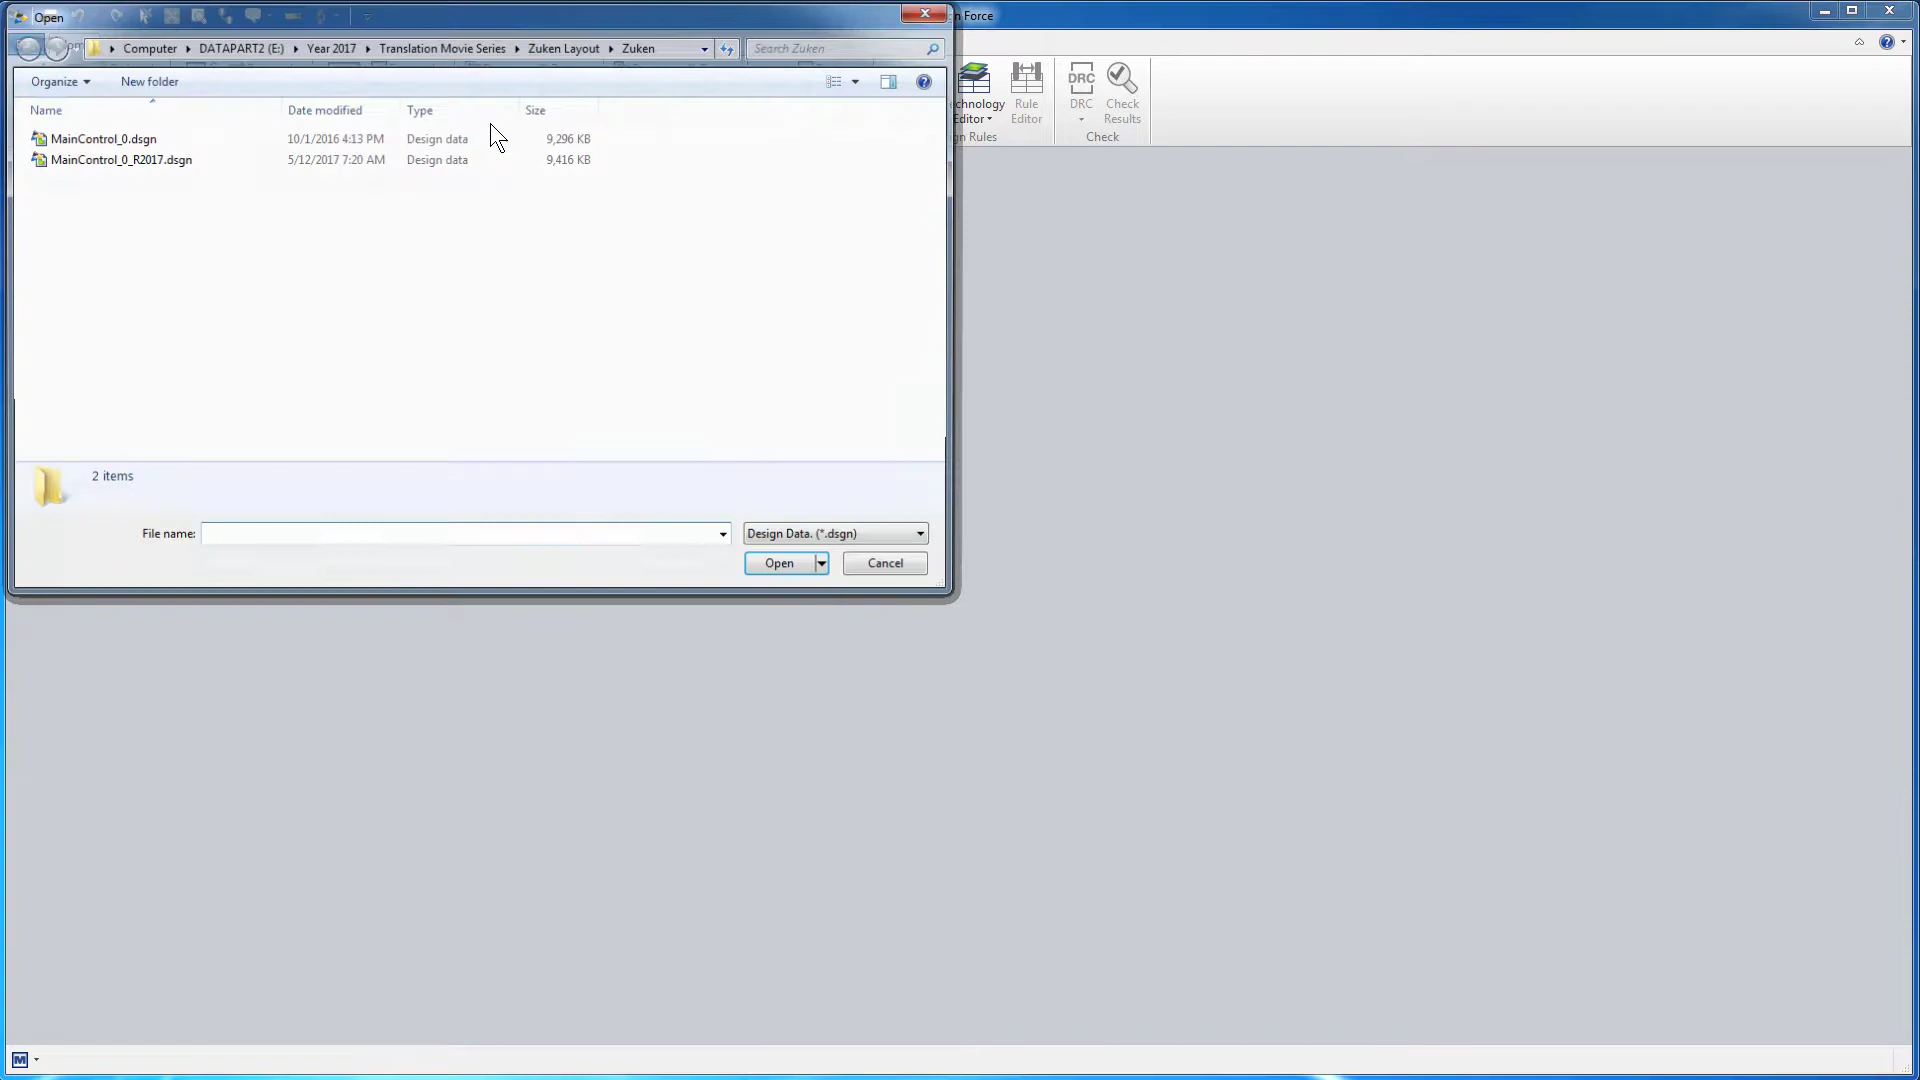 Open
n Force
Computer DATAPART2 (E:) Year 2017 Translation Movie Series Zuken Layout Zuken
Search Zuken
Organize New folder
Name Date modified Type Size
MainControl_0.dsgn 10/1/2016 4:13 PM Design data 9,296 KB
MainControl_0_R2017.dsgn 5/12/2017 7:20 AM Design data 9,416 KB
echnology Editor
Rule Editor
DRC
Check Results
gn Rules
Check
2 items
File name:
Design Data. (*.dsgn)
Open Cancel
M